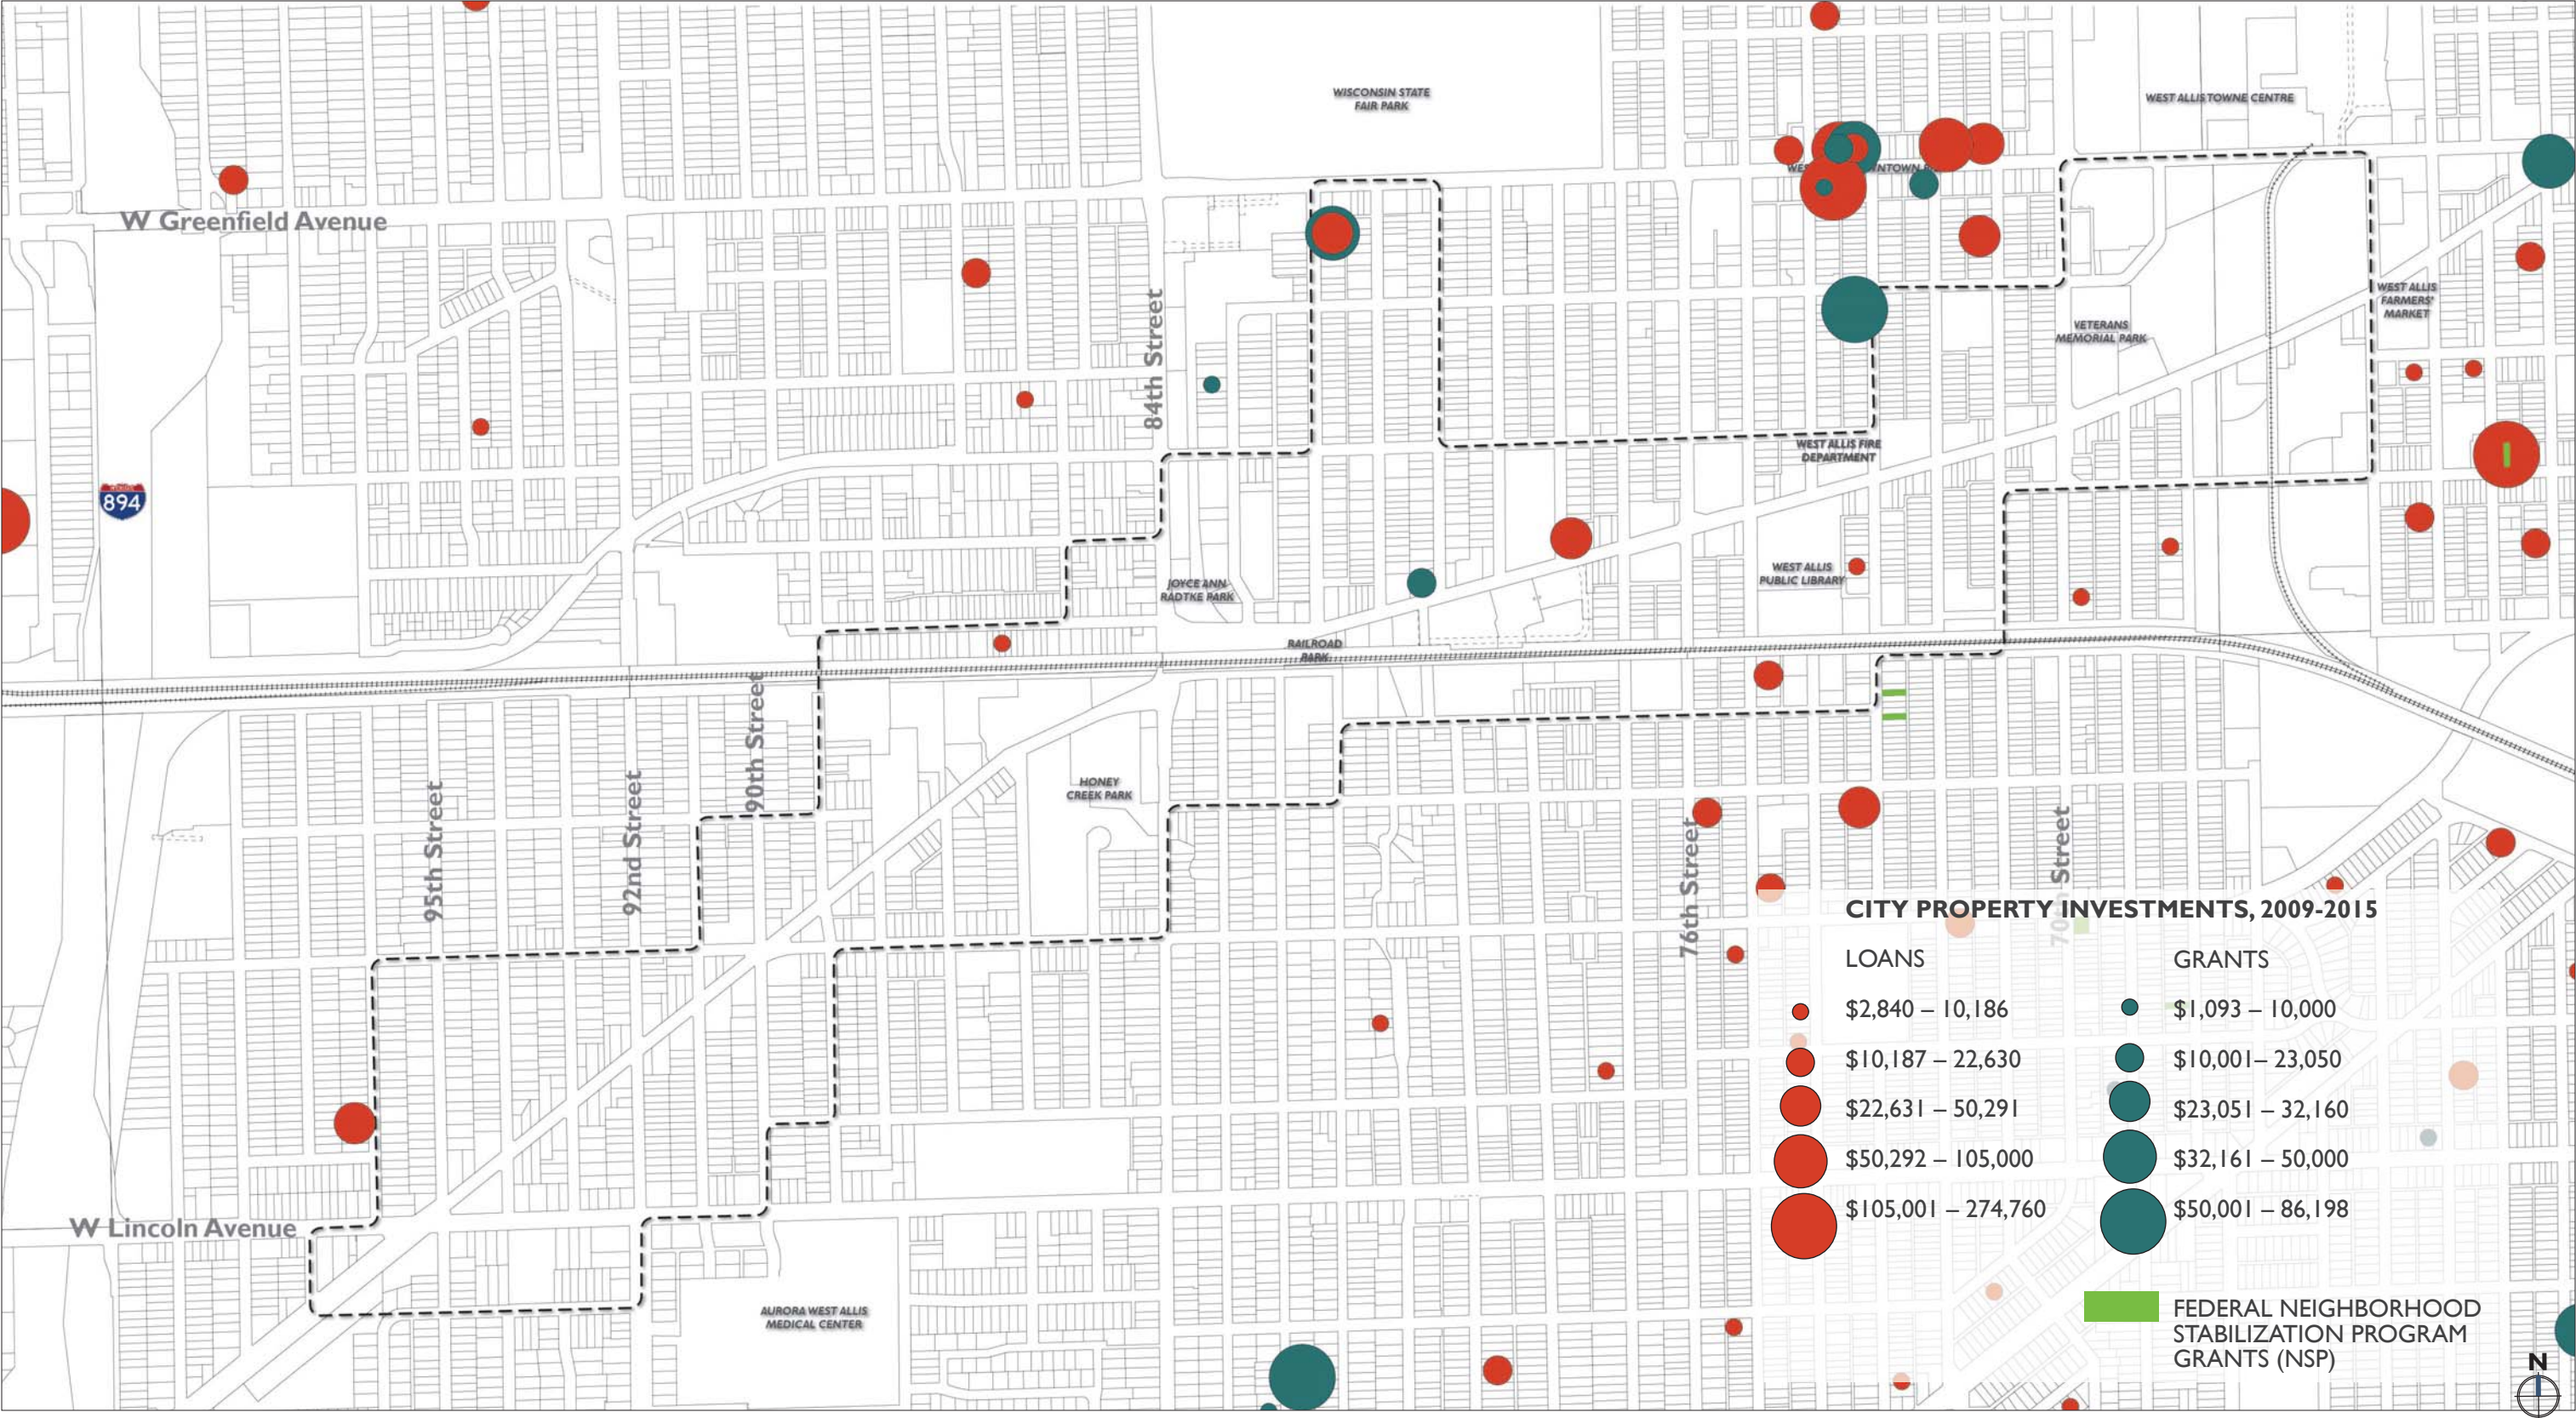 WISCONSIN STATE
FAIR PARK
WEST ALLIS TOWNE CENTRE
W Greenfield Avenue
WEST ALLIS
FARMERS'
MARKET
VETERANS
MEMORIAL PARK
84th Street
WEST ALLIS FIRE
DEPARTMENT
894
WEST ALLIS
PUBLIC LIBRARY
JOYCE ANN
RADTKE PARK
RAILROAD
PARK
90th Street
HONEY
CREEK PARK
95th Street
92nd Street
76th Street
70th Street
CITY PROPERTY INVESTMENTS, 2009-2015
LOANS
$2,840 – 10,186
$10,187 – 22,630
$22,631 – 50,291
$50,292 – 105,000
$105,001 – 274,760
GRANTS
$1,093 – 10,000
$10,001– 23,050
$23,051 – 32,160
$32,161 – 50,000
$50,001 – 86,198
FEDERAL NEIGHBORHOOD
STABILIZATION PROGRAM
GRANTS (NSP)
W Lincoln Avenue
AURORA WEST ALLIS
MEDICAL CENTER
N